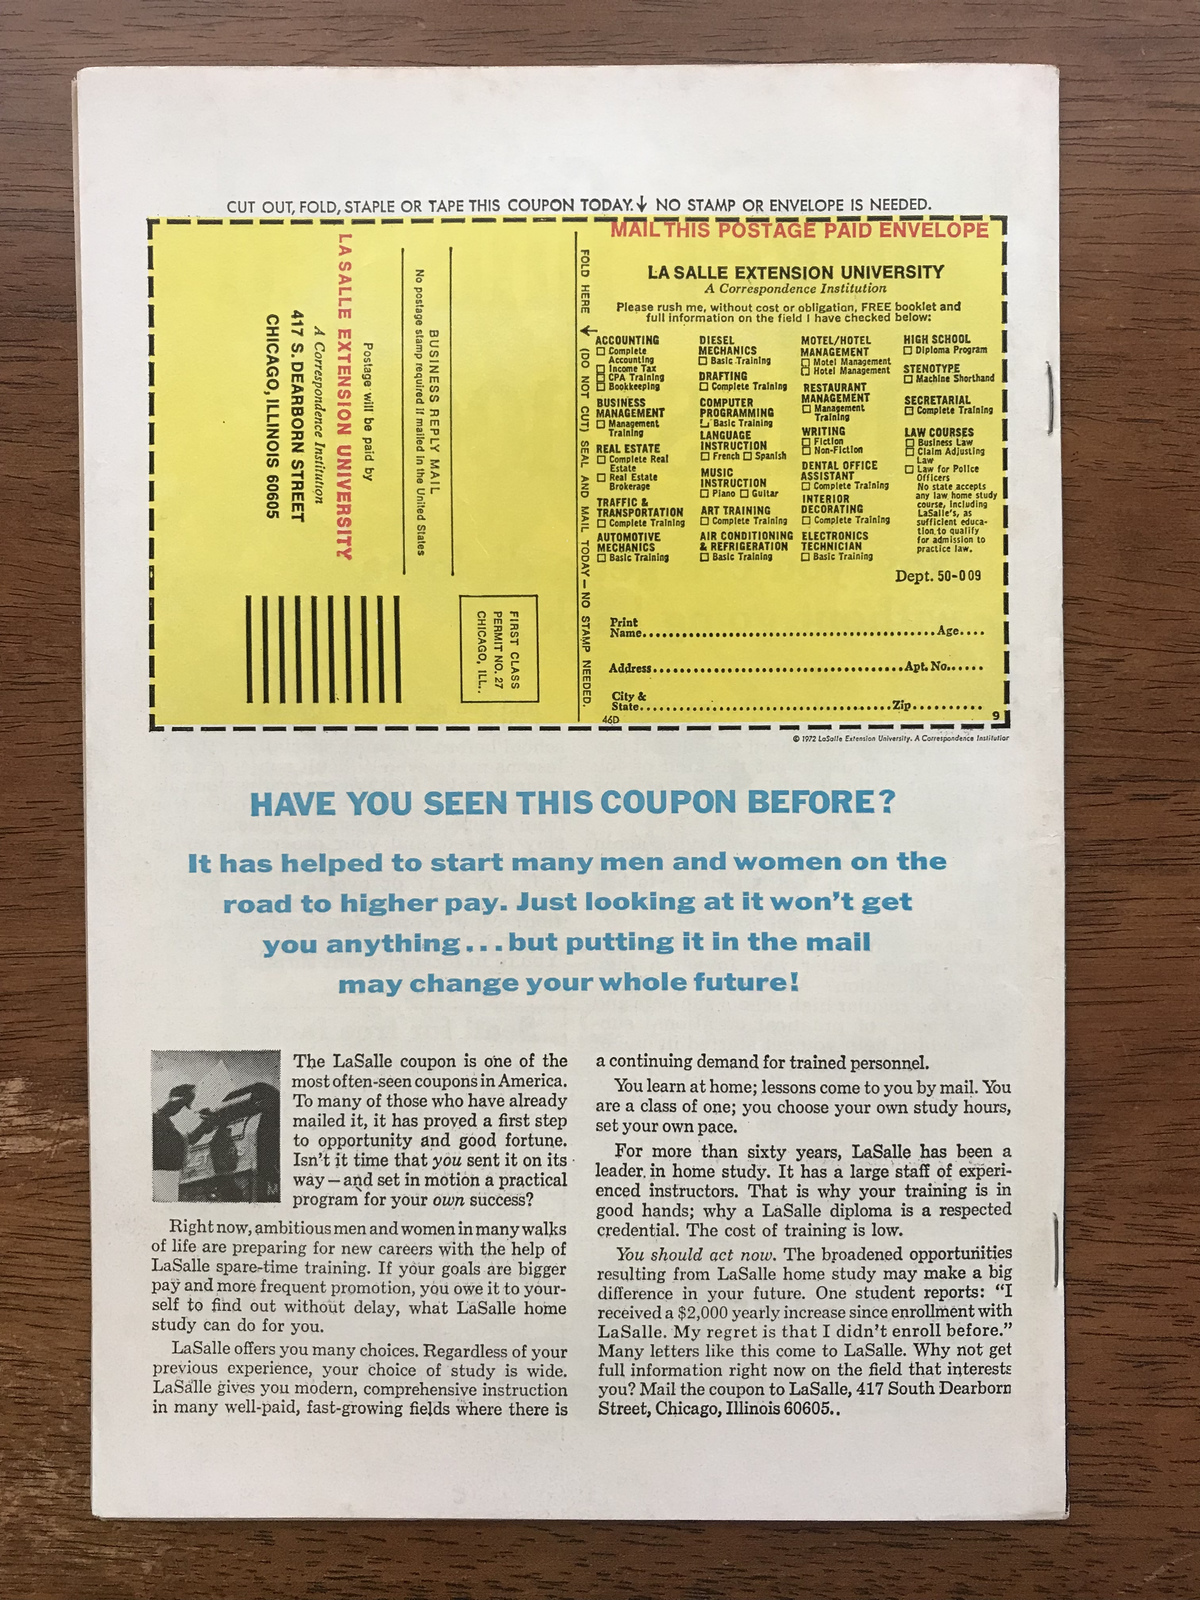 CUT OUT, FOLD, STAPLE OR TAPE THIS COUPON TODAY. NO STAMP OR ENVELOPE IS NEEDED.
LA SALLE EXTENSION UNIVERSITY
A Correspondence Institution
417 S. DEARBORN STREET
CHICAGO, ILLINOIS 60605
Postage will be paid by
BUSINESS REPLY MAIL
No postage stamp required if mailed in the United States
FIRST CLASS
PERMIT NO. 27
CHICAGO, ILL.
FOLD HERE (DO NOT CUT) SEAL AND MAIL TODAY — NO STAMP NEEDED.
MAIL THIS POSTAGE PAID ENVELOPE
LA SALLE EXTENSION UNIVERSITY
A Correspondence Institution
Please rush me, without cost or obligation, FREE booklet and
full information on the field I have checked below:
ACCOUNTING
Complete
Accounting
Income Tax
CPA Training
Bookkeeping
BUSINESS
MANAGEMENT
Management
Training
REAL ESTATE
Complete Real
Estate
Real Estate
Brokerage
TRAFFIC &
TRANSPORTATION
Complete Training
AUTOMOTIVE
MECHANICS
Basic Training
DIESEL
MECHANICS
Basic Training
DRAFTING
Complete Training
COMPUTER
PROGRAMMING
Basic Training
LANGUAGE
INSTRUCTION
French Spanish
MUSIC
INSTRUCTION
Piano Guitar
ART TRAINING
Complete Training
AIR CONDITIONING
& REFRIGERATION
Basic Training
MOTEL/HOTEL
MANAGEMENT
Motel Management
Hotel Management
RESTAURANT
MANAGEMENT
Management
Training
WRITING
Fiction
Non-Fiction
DENTAL OFFICE
ASSISTANT
Complete Training
INTERIOR
DECORATING
Complete Training
ELECTRONICS
TECHNICIAN
Basic Training
HIGH SCHOOL
Diploma Program
STENOTYPE
Machine Shorthand
SECRETARIAL
Complete Training
LAW COURSES
Business Law
Claim Adjusting
Law
Law for Police
Officers
No state accepts
any law home study
course, including
LaSalle's, as
sufficient educa-
tion to qualify
for admission to
practice law.
Dept. 50-009
Print
Name Age
Address Apt. No.
City &
State Zip
46D 9
© 1972 LaSalle Extension University. A Correspondence Institution
HAVE YOU SEEN THIS COUPON BEFORE?
It has helped to start many men and women on the
road to higher pay. Just looking at it won't get
you anything...but putting it in the mail
may change your whole future!
The LaSalle coupon is one of the
most often-seen coupons in America.
To many of those who have already
mailed it, it has proved a first step
to opportunity and good fortune.
Isn't it time that you sent it on its
way—and set in motion a practical
program for your own success?
Right now, ambitious men and women in many walks
of life are preparing for new careers with the help of
LaSalle spare-time training. If your goals are bigger
pay and more frequent promotion, you owe it to your-
self to find out without delay, what LaSalle home
study can do for you.
LaSalle offers you many choices. Regardless of your
previous experience, your choice of study is wide.
LaSalle gives you modern, comprehensive instruction
in many well-paid, fast-growing fields where there is
a continuing demand for trained personnel.
You learn at home; lessons come to you by mail. You
are a class of one; you choose your own study hours,
set your own pace.
For more than sixty years, LaSalle has been a
leader in home study. It has a large staff of experi-
enced instructors. That is why your training is in
good hands; why a LaSalle diploma is a respected
credential. The cost of training is low.
You should act now. The broadened opportunities
resulting from LaSalle home study may make a big
difference in your future. One student reports: "I
received a $2,000 yearly increase since enrollment with
LaSalle. My regret is that I didn't enroll before."
Many letters like this come to LaSalle. Why not get
full information right now on the field that interests
you? Mail the coupon to LaSalle, 417 South Dearborn
Street, Chicago, Illinois 60605..